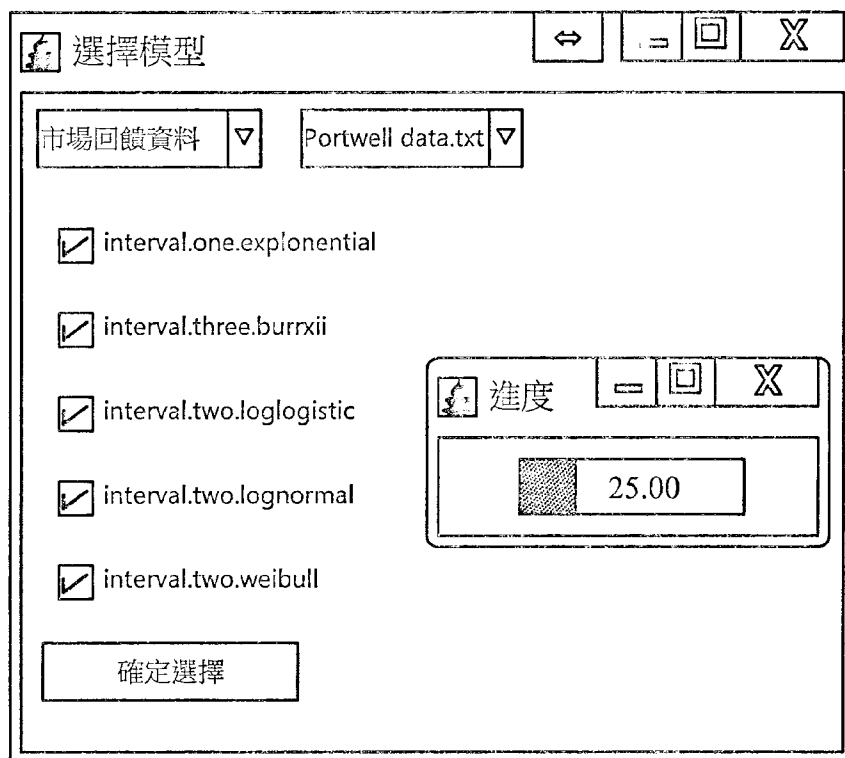 選擇模型
市場回饋資料
Portwell data.txt
interval.one.explonential
interval.three.burrxii
interval.two.loglogistic
interval.two.lognormal
interval.two.weibull
確定選擇
進度
25.00